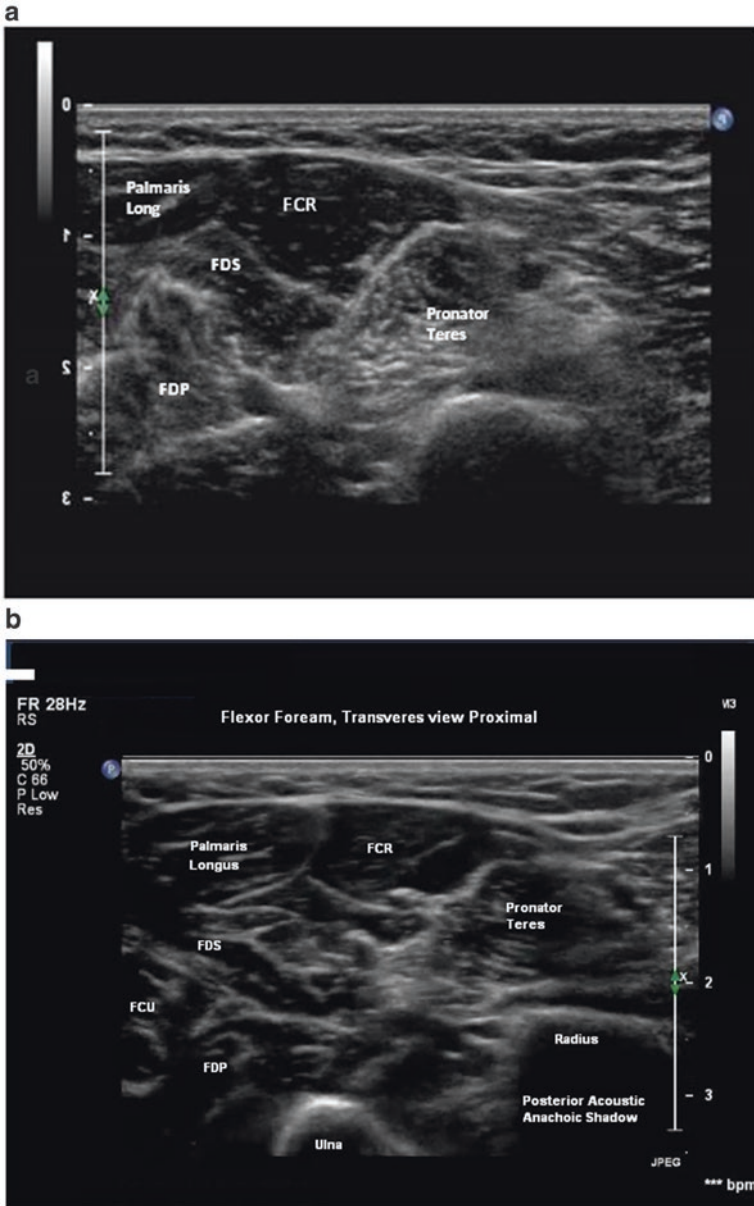 a
0
Palmaris
Long
FCR
1
FDS
X
Pronator
Teres
a
2
FDP
3
b
FR 28Hz
RS
Flexor Foream, Transveres view Proximal
M3
2D
50%
C 66
P Low
Res
P
0
Palmaris
Longus
FCR
1
Pronator
Teres
FDS
X
2
FCU
Radius
FDP
3
Posterior Acoustic
Anachoic Shadow
Ulna
JPEG
*** bpm